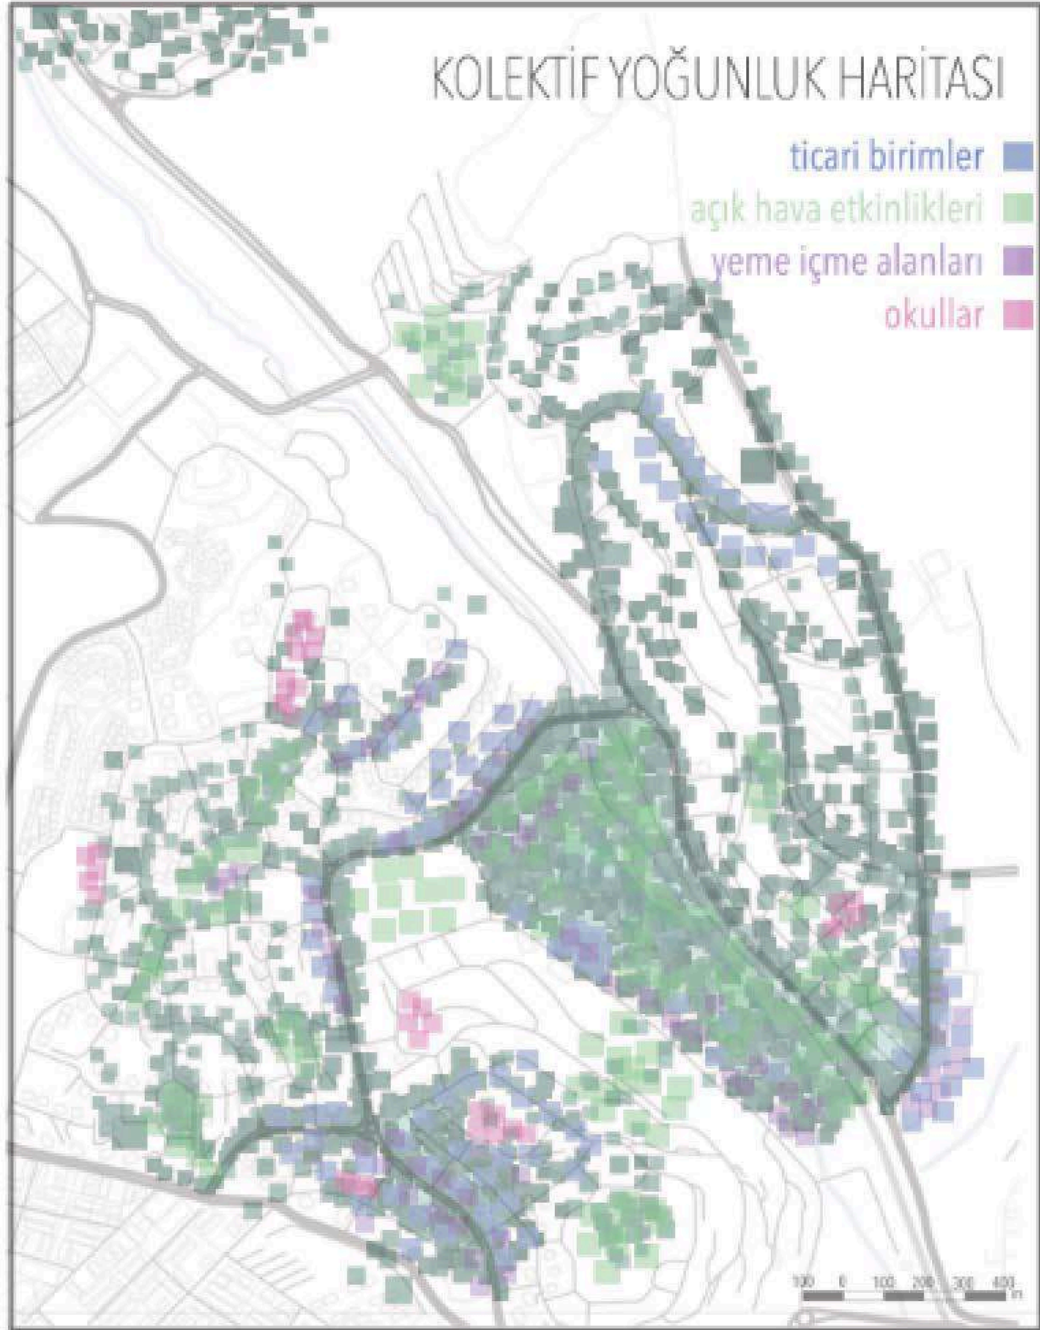 KOLEKTİF YOĞUNLUK HARİTASI
ticari birimler
açık hava etkinlikleri
yeme içme alanları
okullar
100 0 100 200 300 400
m